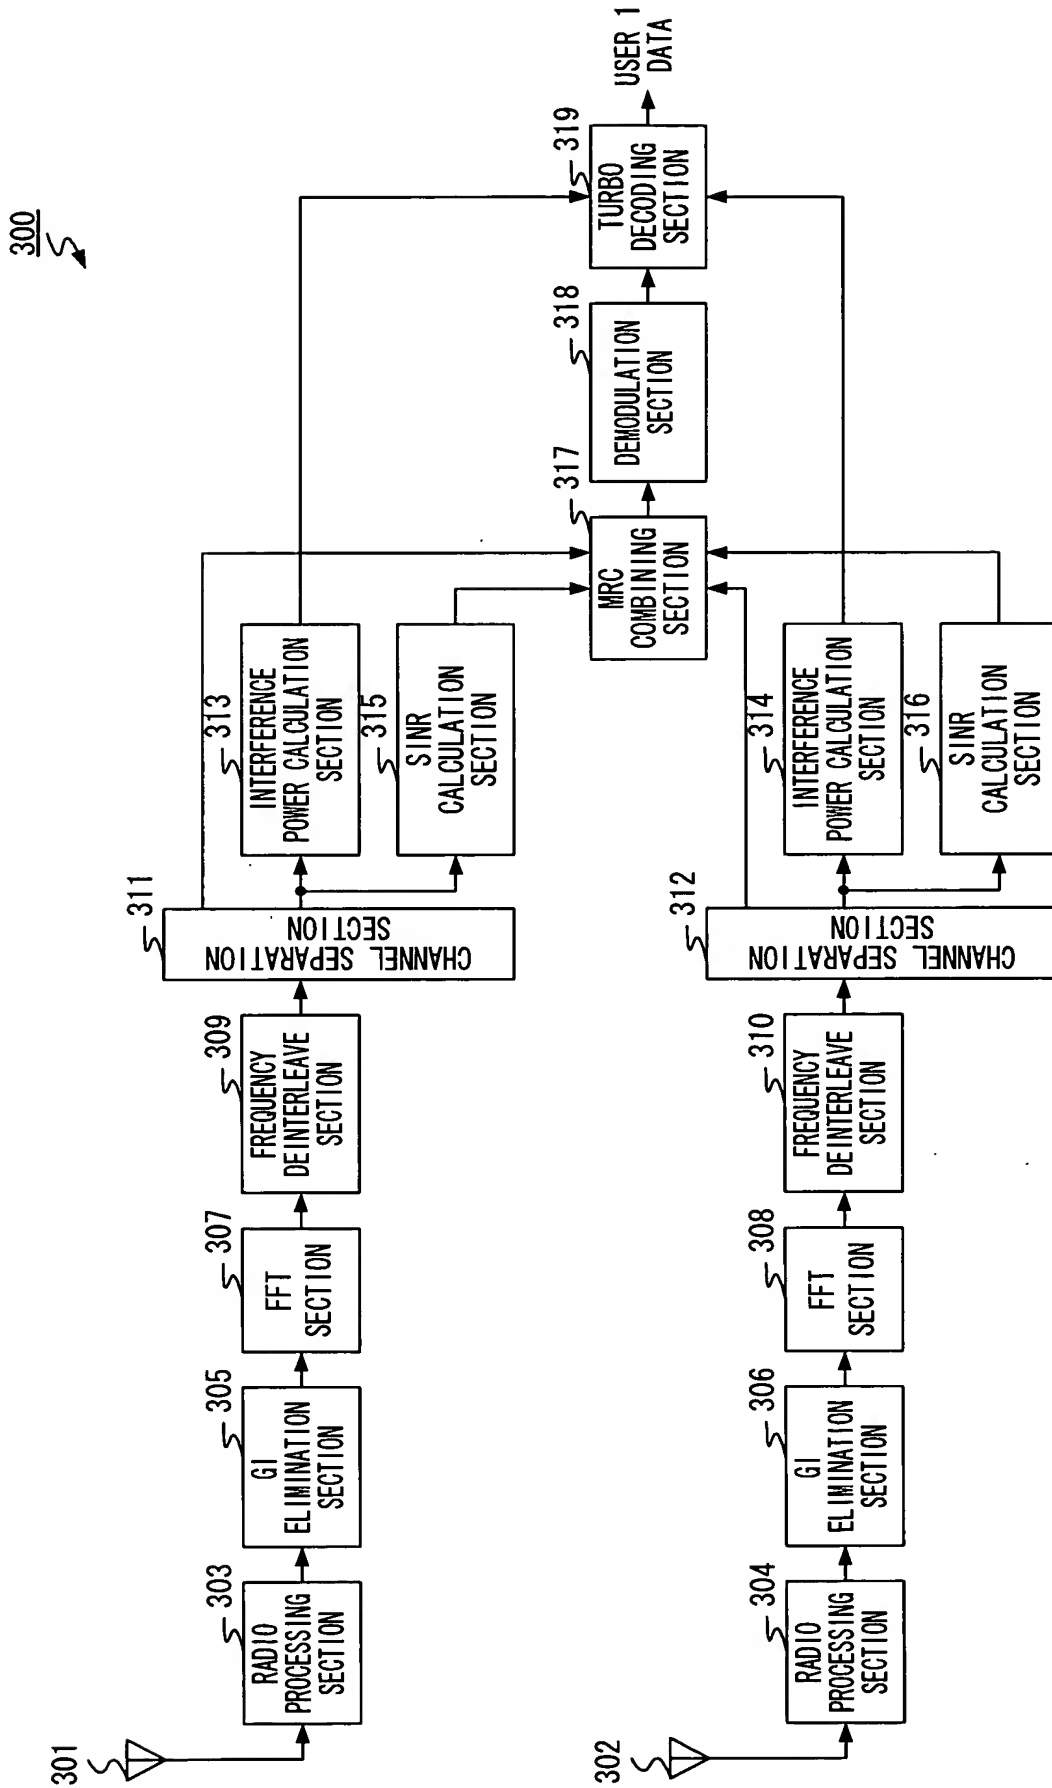 300
301
303
RADIO
PROCESSING
SECTION
305
GI
ELIMINATION
SECTION
307
FFT
SECTION
309
FREQUENCY
DEINTERLEAVE
SECTION
311
CHANNEL SEPARATION
SECTION
313
INTERFERENCE
POWER CALCULATION
SECTION
315
SINR
CALCULATION
SECTION
317
MRC
COMBINING
SECTION
318
DEMODULATION
SECTION
319
TURBO
DECODING
SECTION
USER 1
DATA
302
304
RADIO
PROCESSING
SECTION
306
GI
ELIMINATION
SECTION
308
FFT
SECTION
310
FREQUENCY
DEINTERLEAVE
SECTION
312
CHANNEL SEPARATION
SECTION
314
INTERFERENCE
POWER CALCULATION
SECTION
316
SINR
CALCULATION
SECTION